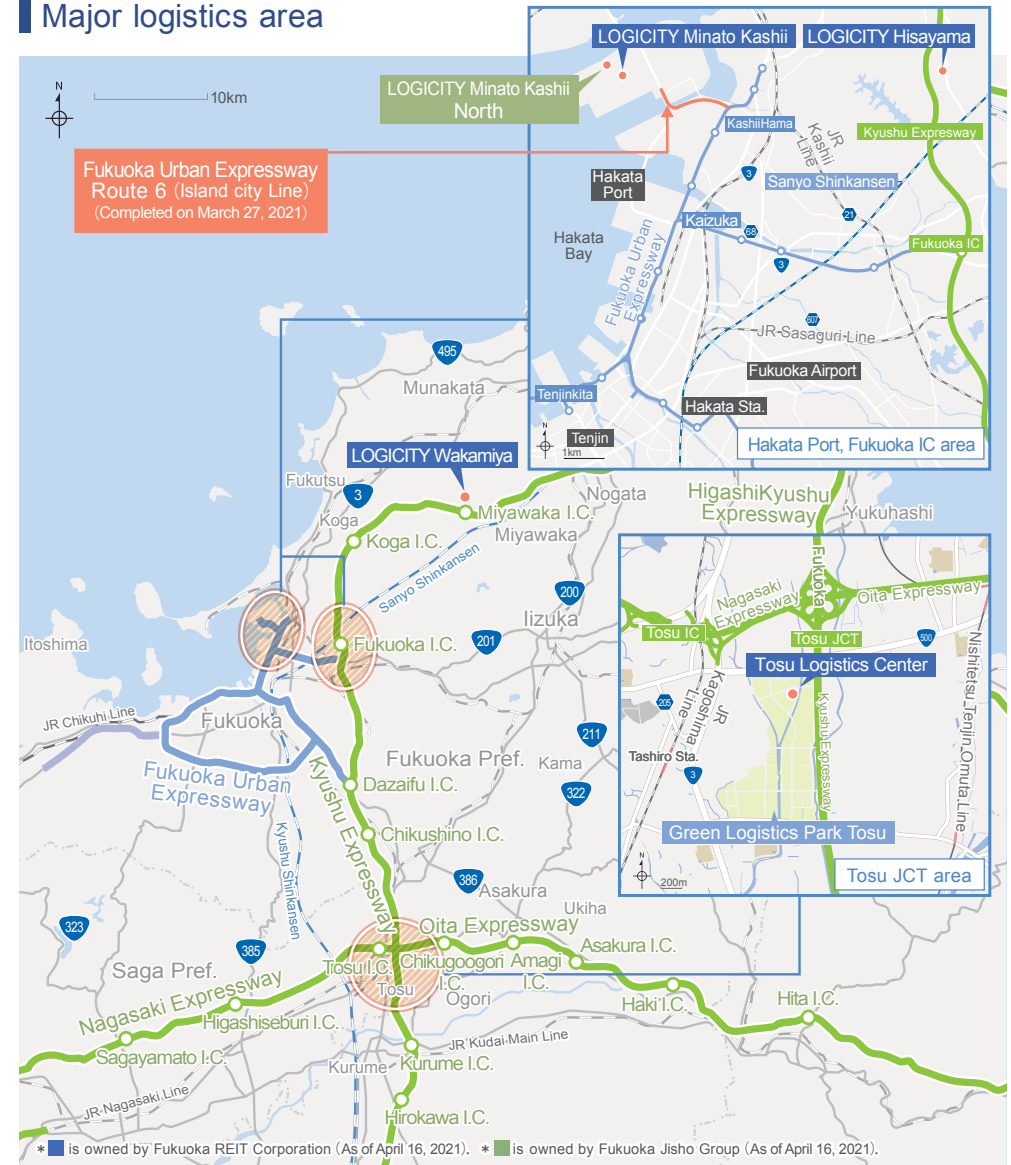 Major logistics area
N
10km
LOGICITY Minato Kashii
North
Fukuoka Urban Expressway
Route 6 (Island city Line)
(Completed on March 27, 2021)
LOGICITY Minato Kashii
LOGICITY Hisayama
KashiiHama
JR
Kashii
Line
Kyushu Expresway
Hakata
Port
3
Sanyo Shinkansen
21
Kaizuka
68
Hakata
Bay
3
Fukuoka IC
Fukuoka Urban
Expressway
607
JR-Sasaguri-Line
Fukuoka Airport
Tenjinkita
Hakata Sta.
N
Tenjin
1km
Hakata Port, Fukuoka IC area
495
Munakata
LOGICITY Wakamiya
Fukutsu
3
Koga
Nogata
HigashiKyushu
Expressway
Yukuhashi
Miyawaka I.C.
Miyawaka
Koga I.C.
Sanyo Shinkansen
200
Iizuka
201
Fukuoka I.C.
Itoshima
JR Chikuhi Line
Fukuoka
Fukuoka Urban
Expressway
Kyushu Expressway
Kyushu Shinkansen
211
Fukuoka Pref.
Kama
322
Dazaifu I.C.
Chikushino I.C.
Fukuoka
Nagasaki
Expressway
Oita Expressway
Tosu IC
Tosu JCT
500
Tosu Logistics Center
JR
Kagoshima
Line
205
Tashiro Sta.
3
Kyushu Expressway
Nishitetsu Tenjin Omuta Line
Green Logistics Park Tosu
N
200m
Tosu JCT area
386
Asakura
Ukiha
323
385
Oita Expressway
Asakura I.C.
Saga Pref.
Tosu I.C.
Chikugoogori
I.C.
Amagi
I.C.
Tosu
Ogori
Haki I.C.
Hita I.C.
Nagasaki Expressway
Higashiseburi I.C.
Sagayamato I.C.
JR Kudai Main Line
Kurume
Kurume I.C.
JR Nagasaki Line
Hirokawa I.C.
* is owned by Fukuoka REIT Corporation (As of April 16, 2021). * is owned by Fukuoka Jisho Group (As of April 16, 2021).